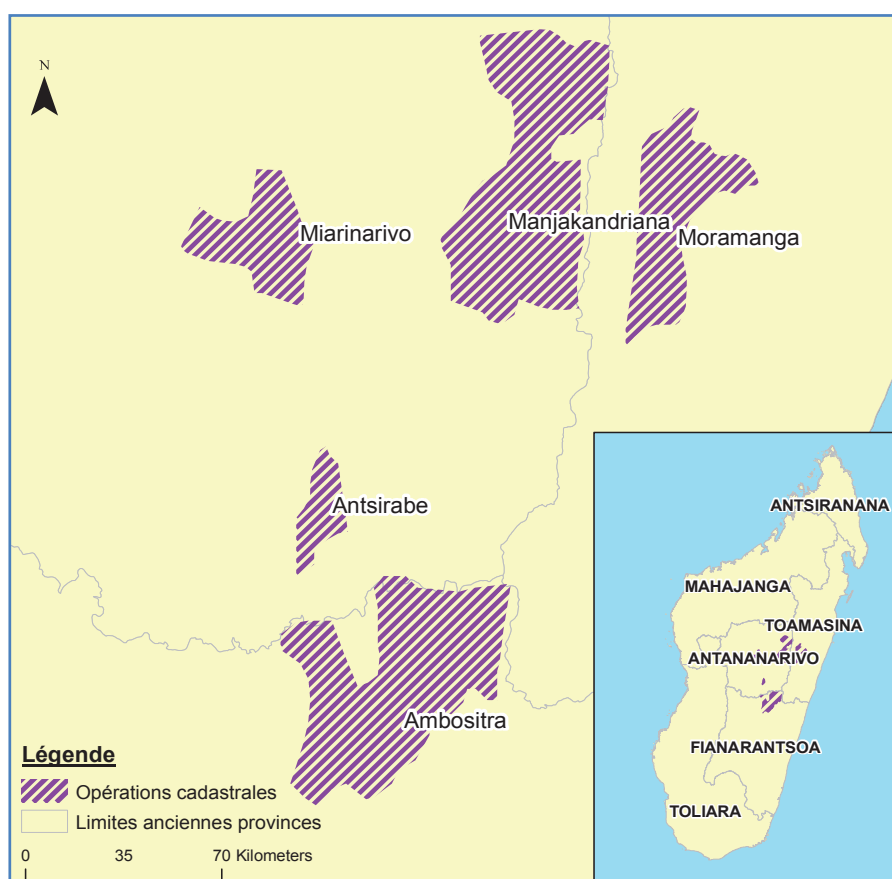 N
Miarinarivo
Manjakandriana
Moramanga
Antsirabe
Ambositra
Légende
Opérations cadastrales
Limites anciennes provinces
0 35 70 Kilometers
ANTSIRANANA
MAHAJANGA
TOAMASINA
ANTANANARIVO
FIANARANTSOA
TOLIARA